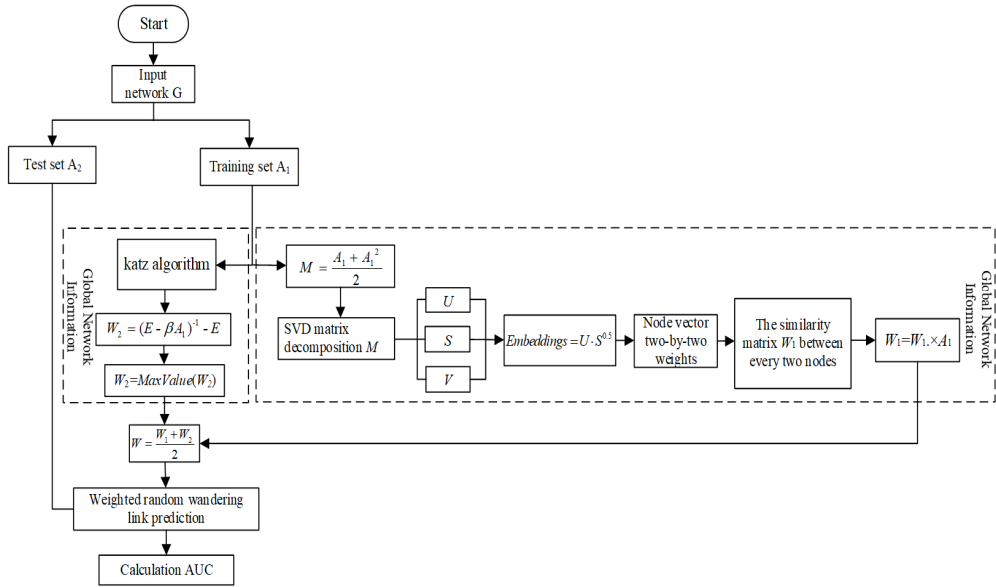 Start
Input
network G
Test set A₂
Training set A₁
Global Network
Information
katz algorithm
W₂ = (E - βA₁)⁻¹ - E
W₂=MaxValue(W₂)
M = (A₁ + A₁²) / 2
SVD matrix
decomposition M
U
S
V
Embeddings=U·S^0.5
Node vector
two-by-two
weights
The similarity
matrix W₁ between
every two nodes
W₁=W₁.×A₁
Global Network
Information
W = (W₁ + W₂) / 2
Weighted random wandering
link prediction
Calculation AUC